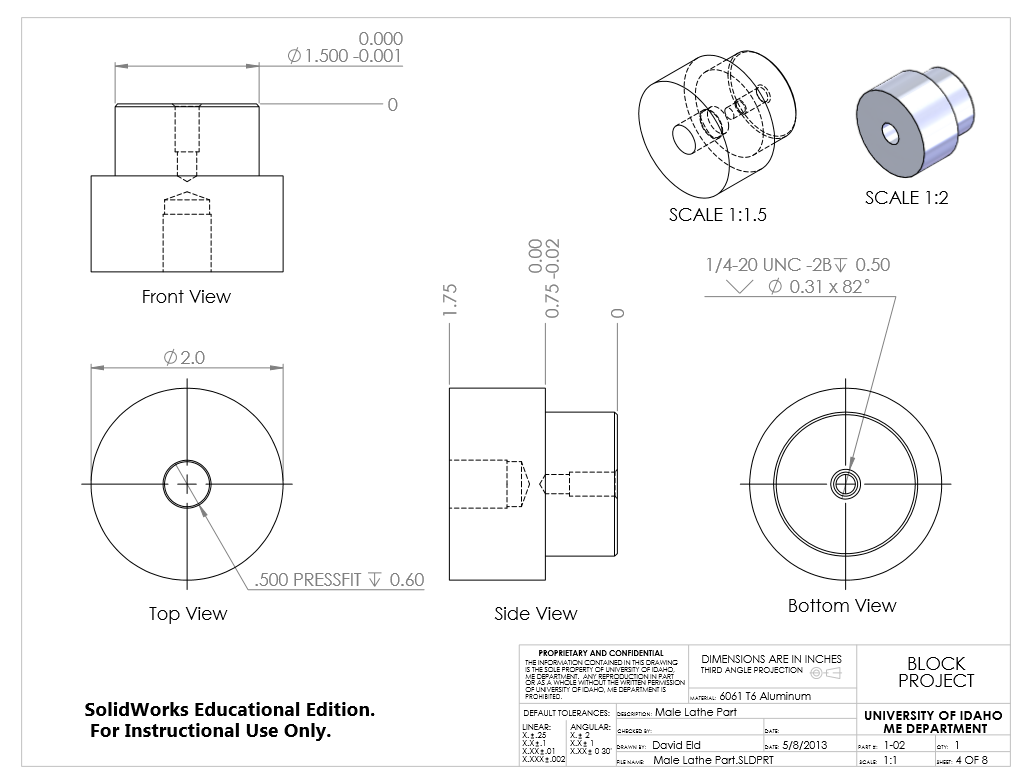 0.000
∅1.500 -0.001
0
Front View
SCALE 1:1.5
SCALE 1:2
∅2.0
.500 PRESSFIT ↧ 0.60
Top View
1.75
0.00
0.75 -0.02
0
Side View
1/4-20 UNC -2B↧ 0.50
⌵ ∅ 0.31 x 82°
Bottom View
SolidWorks Educational Edition.
For Instructional Use Only.
PROPRIETARY AND CONFIDENTIAL
THE INFORMATION CONTAINED IN THIS DRAWING
IS THE SOLE PROPERTY OF UNIVERSITY OF IDAHO,
ME DEPARTMENT. ANY REPRODUCTION IN PART
OR AS A WHOLE WITHOUT THE WRITTEN PERMISSION
OF UNIVERSITY OF IDAHO, ME DEPARTMENT IS
PROHIBITED.
DIMENSIONS ARE IN INCHES
THIRD ANGLE PROJECTION
MATERIAL: 6061 T6 Aluminum
BLOCK
PROJECT
DEFAULT TOLERANCES:
LINEAR:
X.±.25
X.X±.1
X.XX±.01
X.XXX±.002
ANGULAR:
X.± 2
X.X± 1
X.XX± 0 30'
DESCRIPTION: Male Lathe Part
CHECKED BY:
DATE:
DRAWN BY: David Eld
DATE: 5/8/2013
FILE NAME: Male Lathe Part.SLDPRT
UNIVERSITY OF IDAHO
ME DEPARTMENT
PART #: 1-02
QTY: 1
SCALE: 1:1
SHEET: 4 OF 8